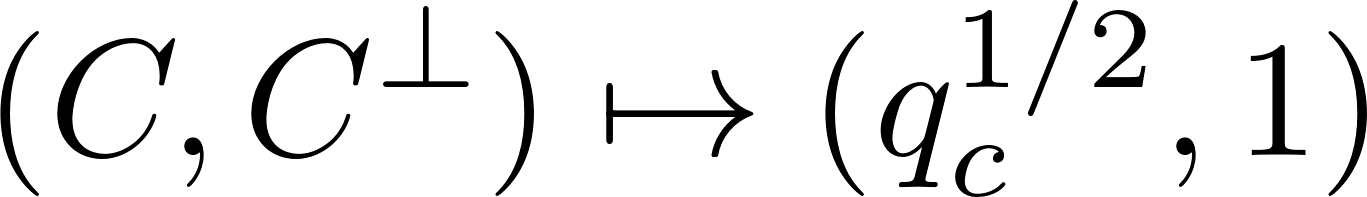 (C, C^⊥) ↦ (q_c^{1/2}, 1)